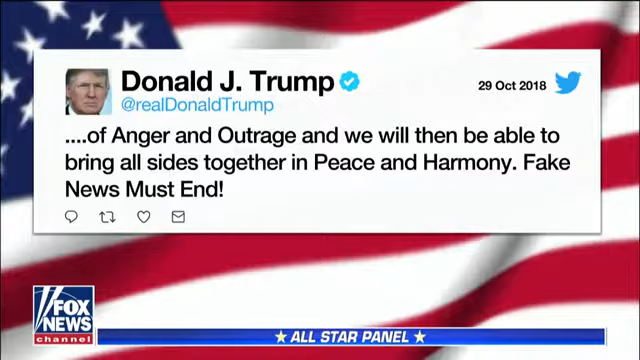 Donald J. Trump
29 Oct 2018
@realDonaldTrump
....of Anger and Outrage and we will then be able to
bring all sides together in Peace and Harmony. Fake
News Must End!
FOX
NEWS
channel
★ ALL STAR PANEL ★